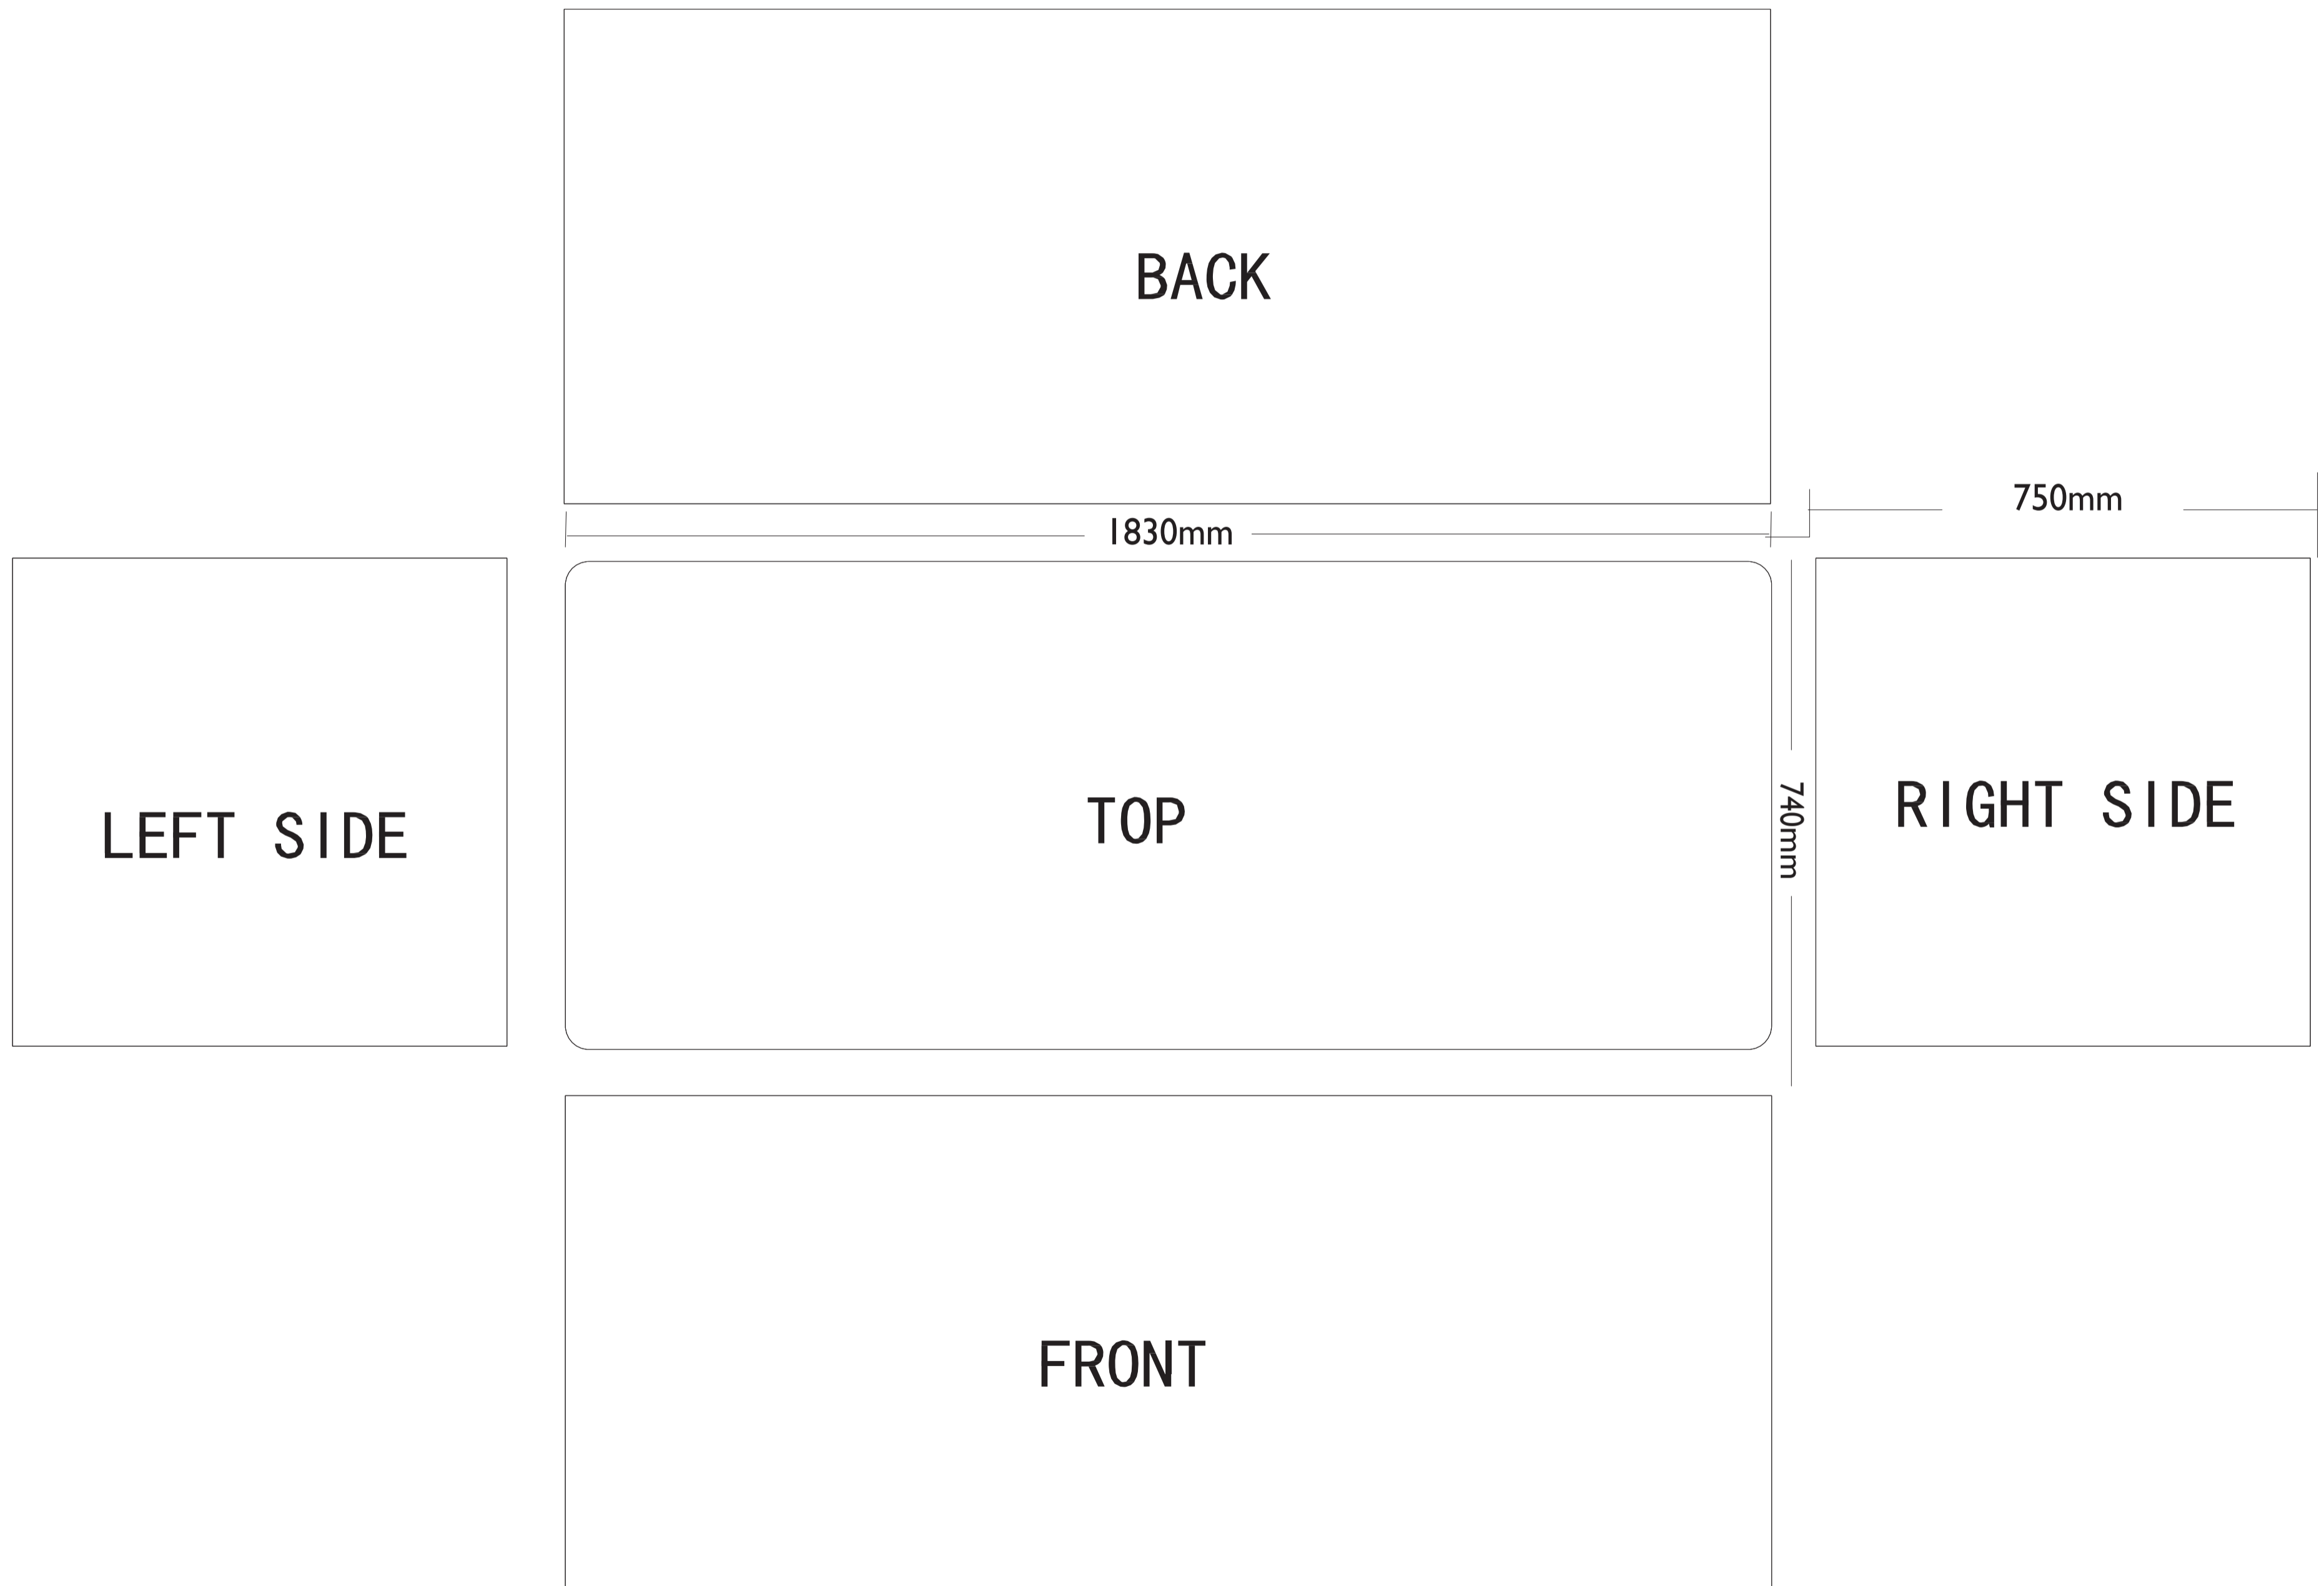 BACK
750mm
1830mm
740mm
LEFT SIDE
TOP
RIGHT SIDE
FRONT